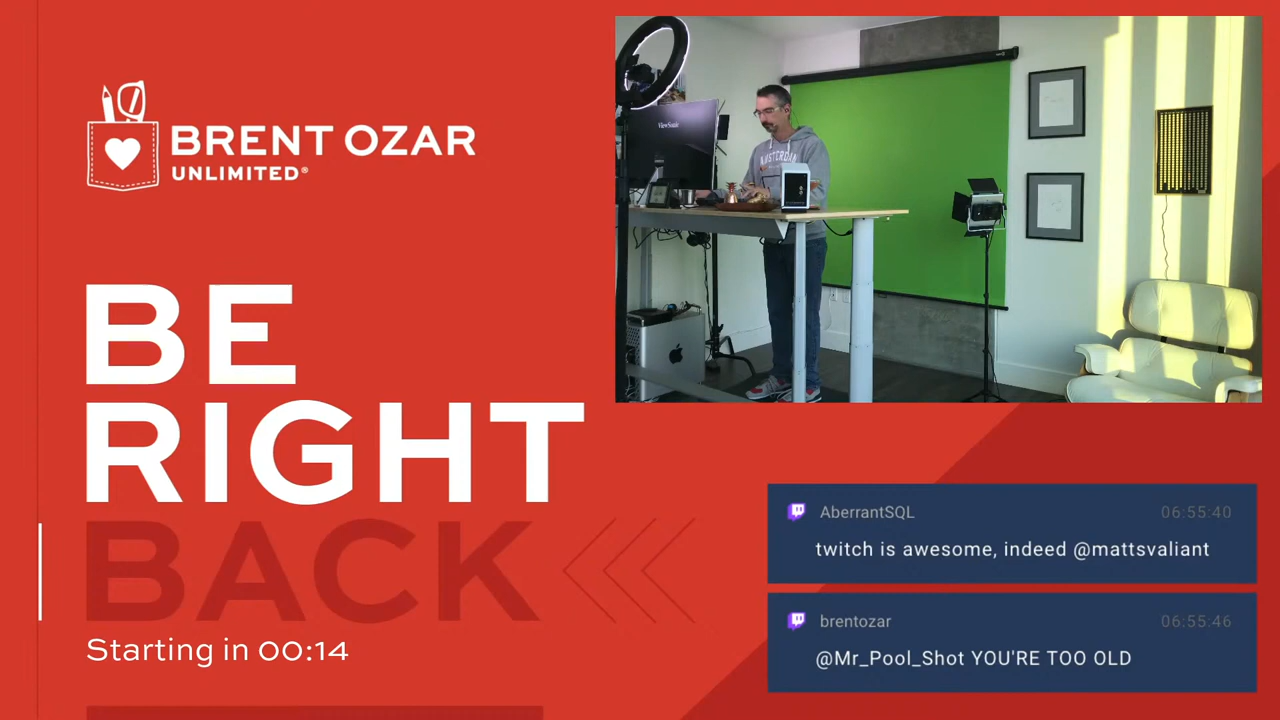 BRENT OZAR
UNLIMITED®
BE
RIGHT
BACK
Starting in 00:14
ViewSonic
AMSTERDAM
AberrantSQL 06:55:40
twitch is awesome, indeed @mattsvaliant
brentozar 06:55:46
@Mr_Pool_Shot YOU'RE TOO OLD